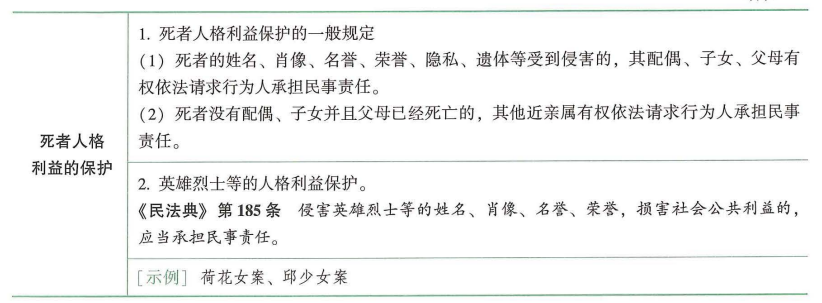 1. 死者人格利益保护的一般规定
（1）死者的姓名、肖像、名誉、荣誉、隐私、遗体等受到侵害的，其配偶、子女、父母有
权依法请求行为人承担民事责任。
（2）死者没有配偶、子女并且父母已经死亡的，其他近亲属有权依法请求行为人承担民事
责任。
死者人格
利益的保护
2. 英雄烈士等的人格利益保护。
《民法典》第185条 侵害英雄烈士等的姓名、肖像、名誉、荣誉，损害社会公共利益的，
应当承担民事责任。
［示例］ 荷花女案、邱少女案